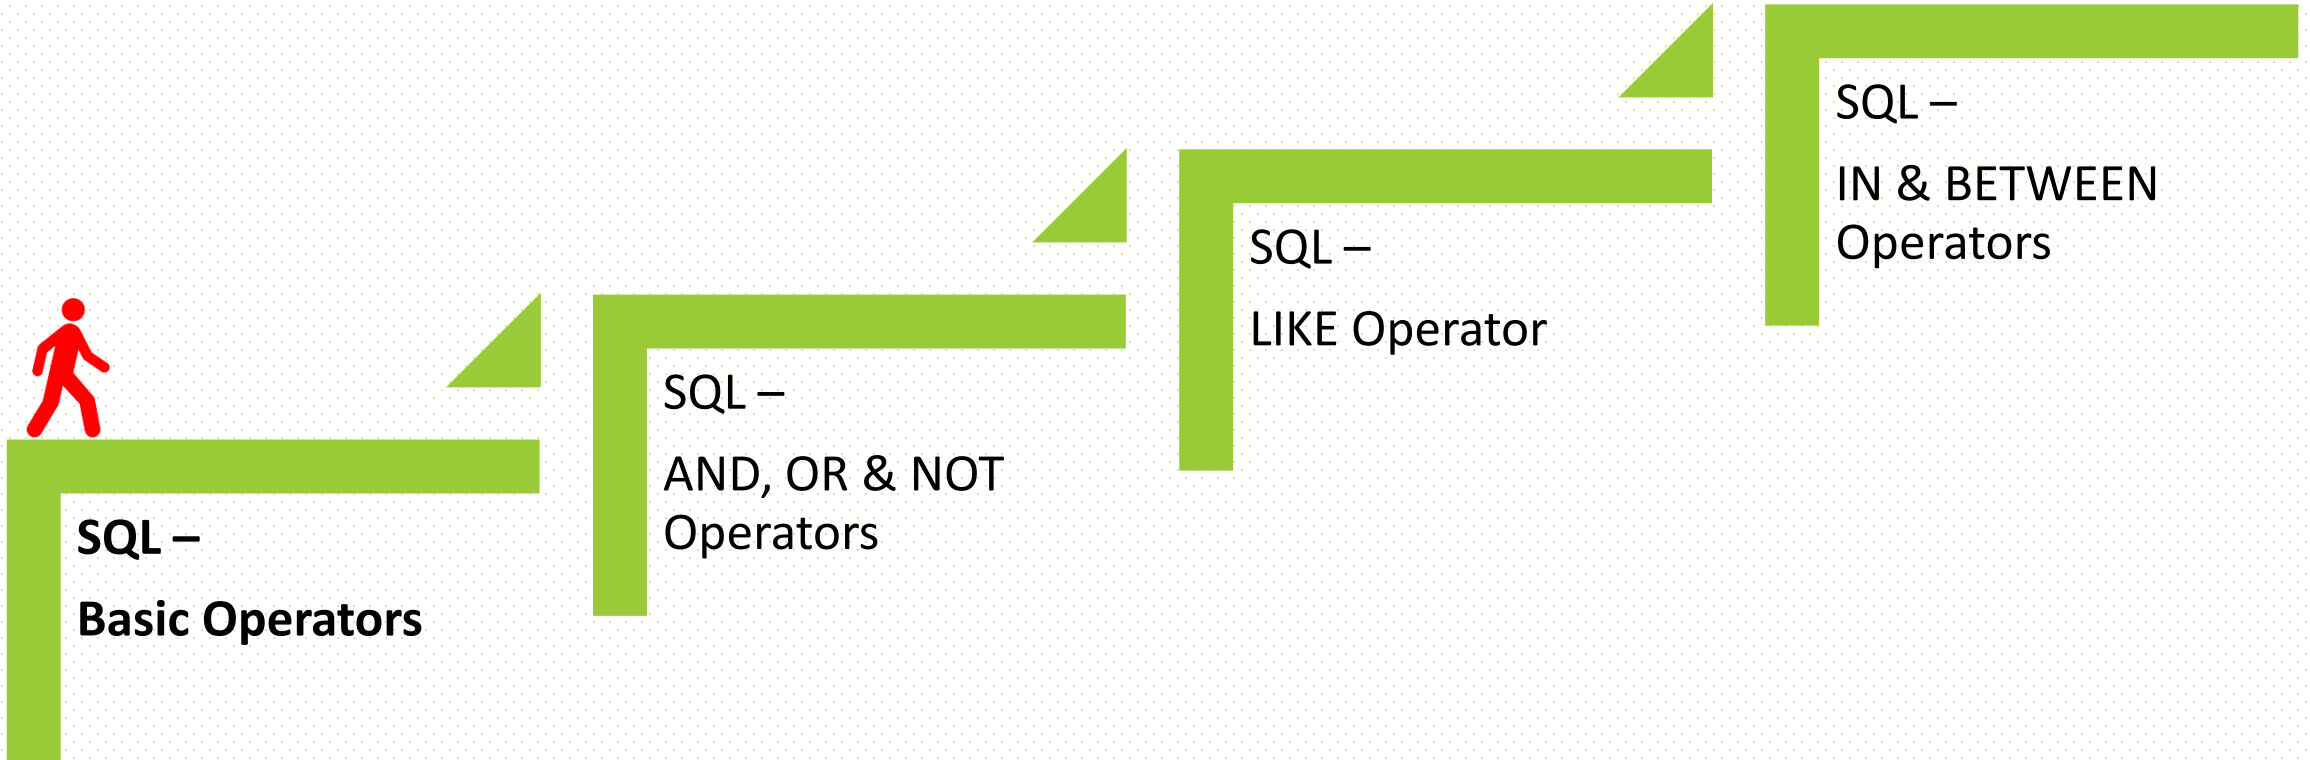 SQL –
Basic Operators
SQL –
AND, OR & NOT
Operators
SQL –
LIKE Operator
SQL –
IN & BETWEEN
Operators